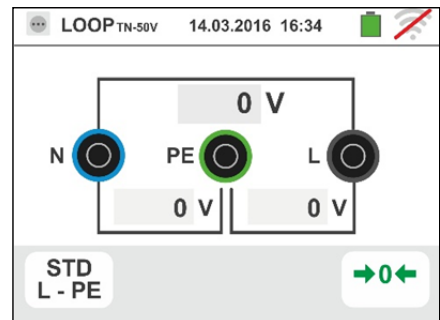 LOOP TN-50V 14.03.2016 16:34
0 V
N PE L
0 V 0 V
STD
L - PE
→0←